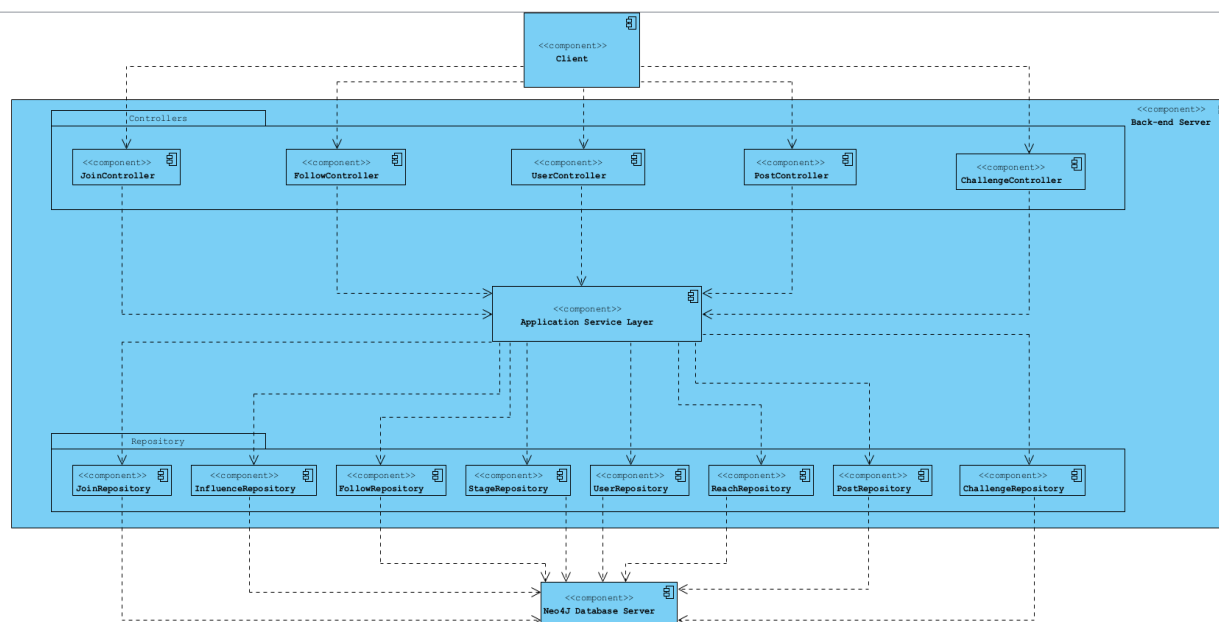 <<component>>
Client
<<component>>
Back-end Server
Controllers
<<component>>
JoinController
<<component>>
FollowController
<<component>>
UserController
<<component>>
PostController
<<component>>
ChallengeController
<<component>>
Application Service Layer
Repository
<<component>>
JoinRepository
<<component>>
InfluenceRepository
<<component>>
FollowRepository
<<component>>
StageRepository
<<component>>
UserRepository
<<component>>
ReachRepository
<<component>>
PostRepository
<<component>>
ChallengeRepository
<<component>>
Neo4J Database Server